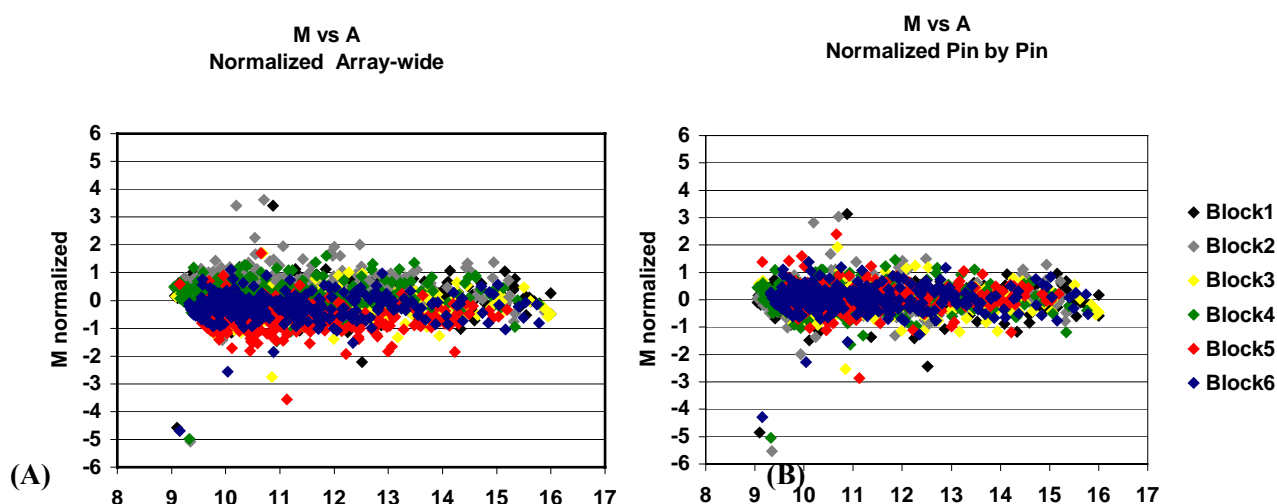 M vs A
Normalized Array-wide
M normalized
6
5
4
3
2
1
0
-1
-2
-3
-4
-5
-6
8 9 10 11 12 13 14 15 16 17
(A)
M vs A
Normalized Pin by Pin
M normalized
6
5
4
3
2
1
0
-1
-2
-3
-4
-5
-6
8 9 10 11 12 13 14 15 16 17
(B)
Block1
Block2
Block3
Block4
Block5
Block6